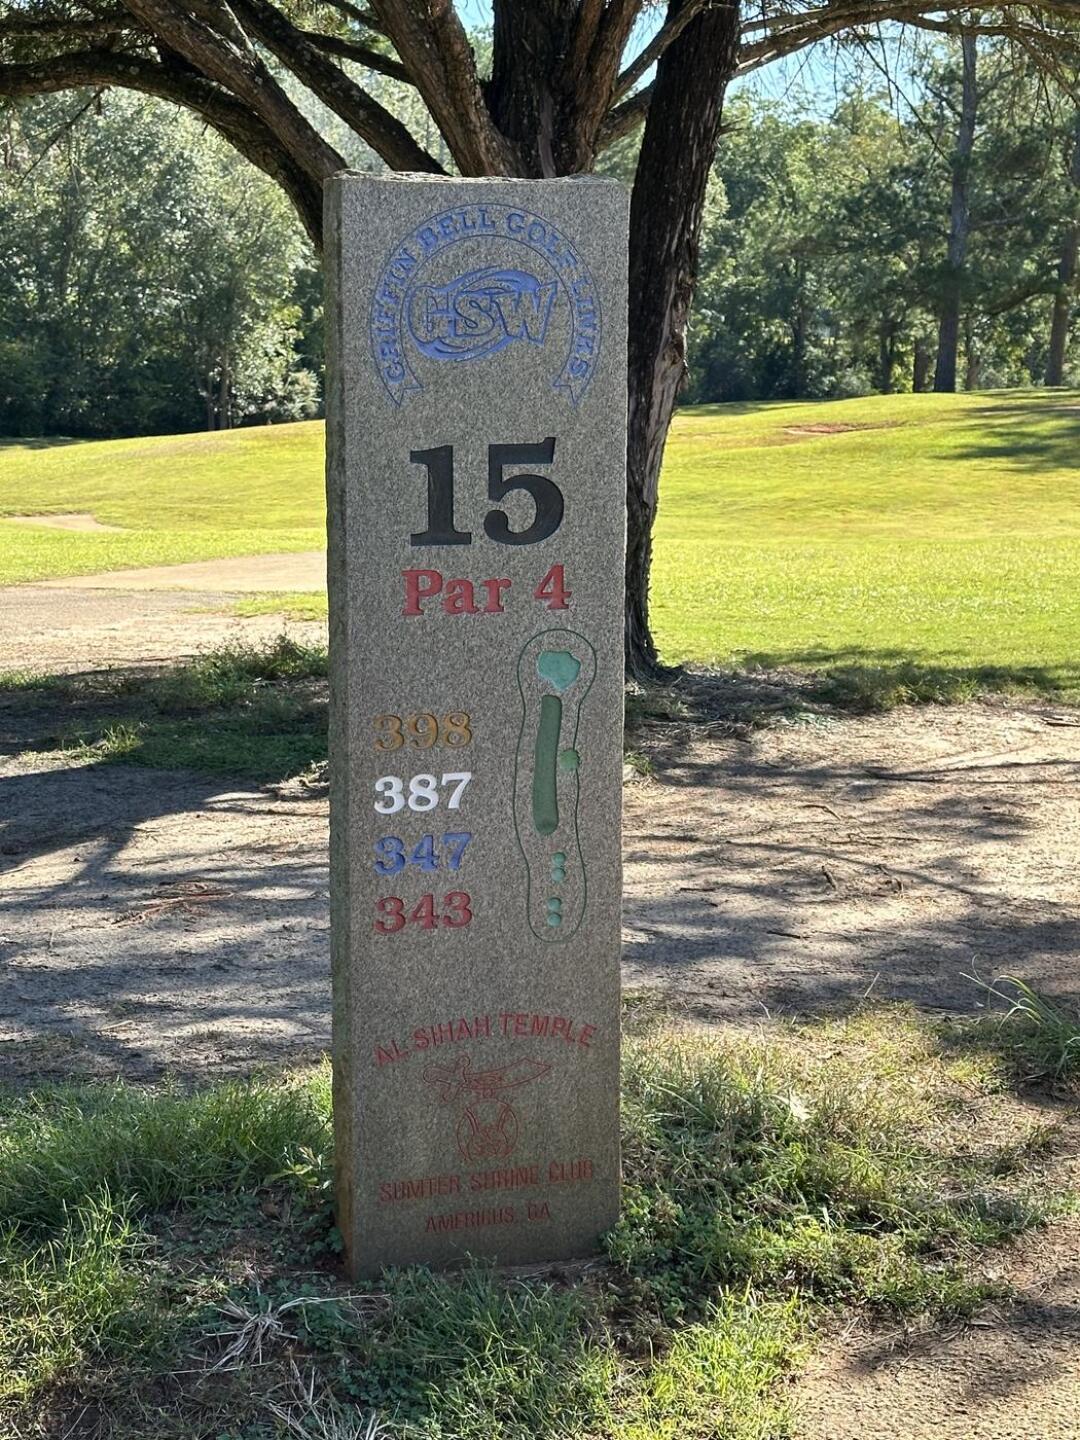 GRIFFIN BELL GOLF LINKS
GSW
15
Par 4
398
387
347
343
AL SIHAH TEMPLE
SUMTER SHRINE CLUB
AMERICUS, GA